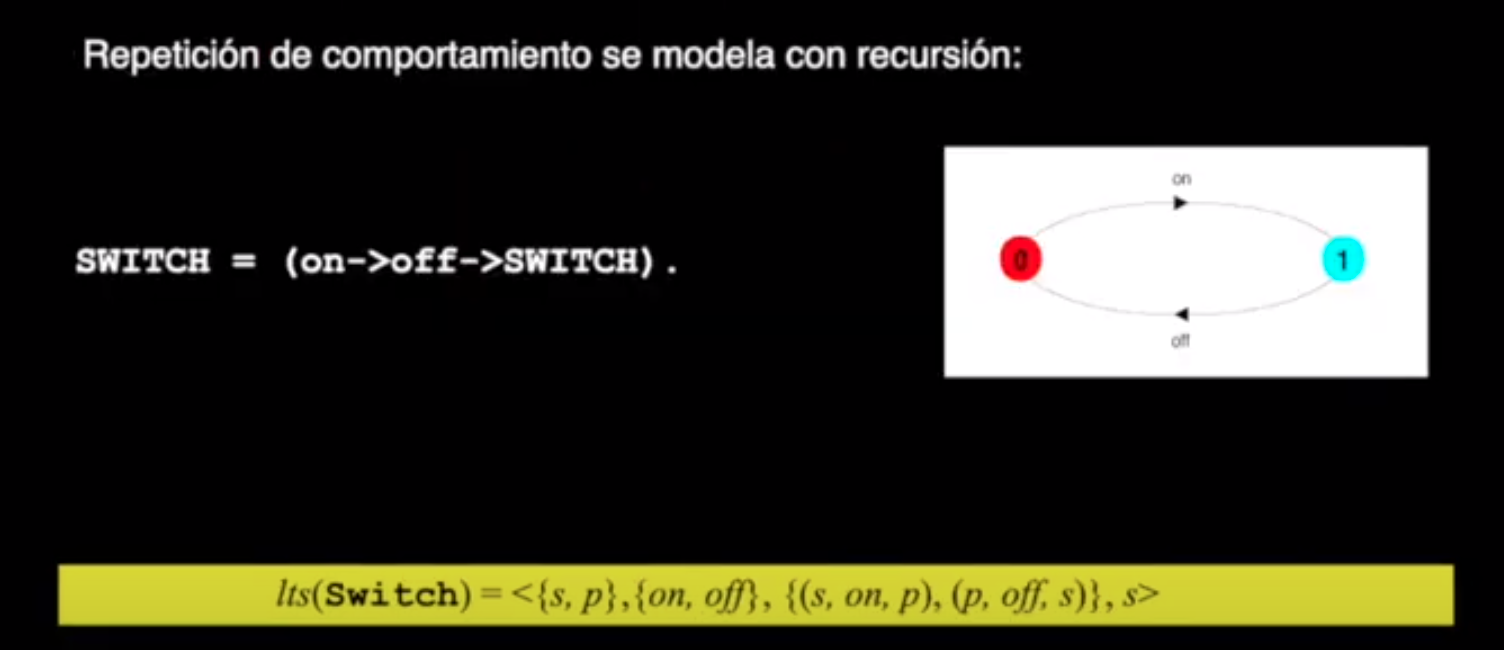 Repetición de comportamiento se modela con recursión:
on
SWITCH = (on->off->SWITCH).
0
1
off
lts(Switch) = <{s, p},{on, off}, {(s, on, p), (p, off, s)}, s>